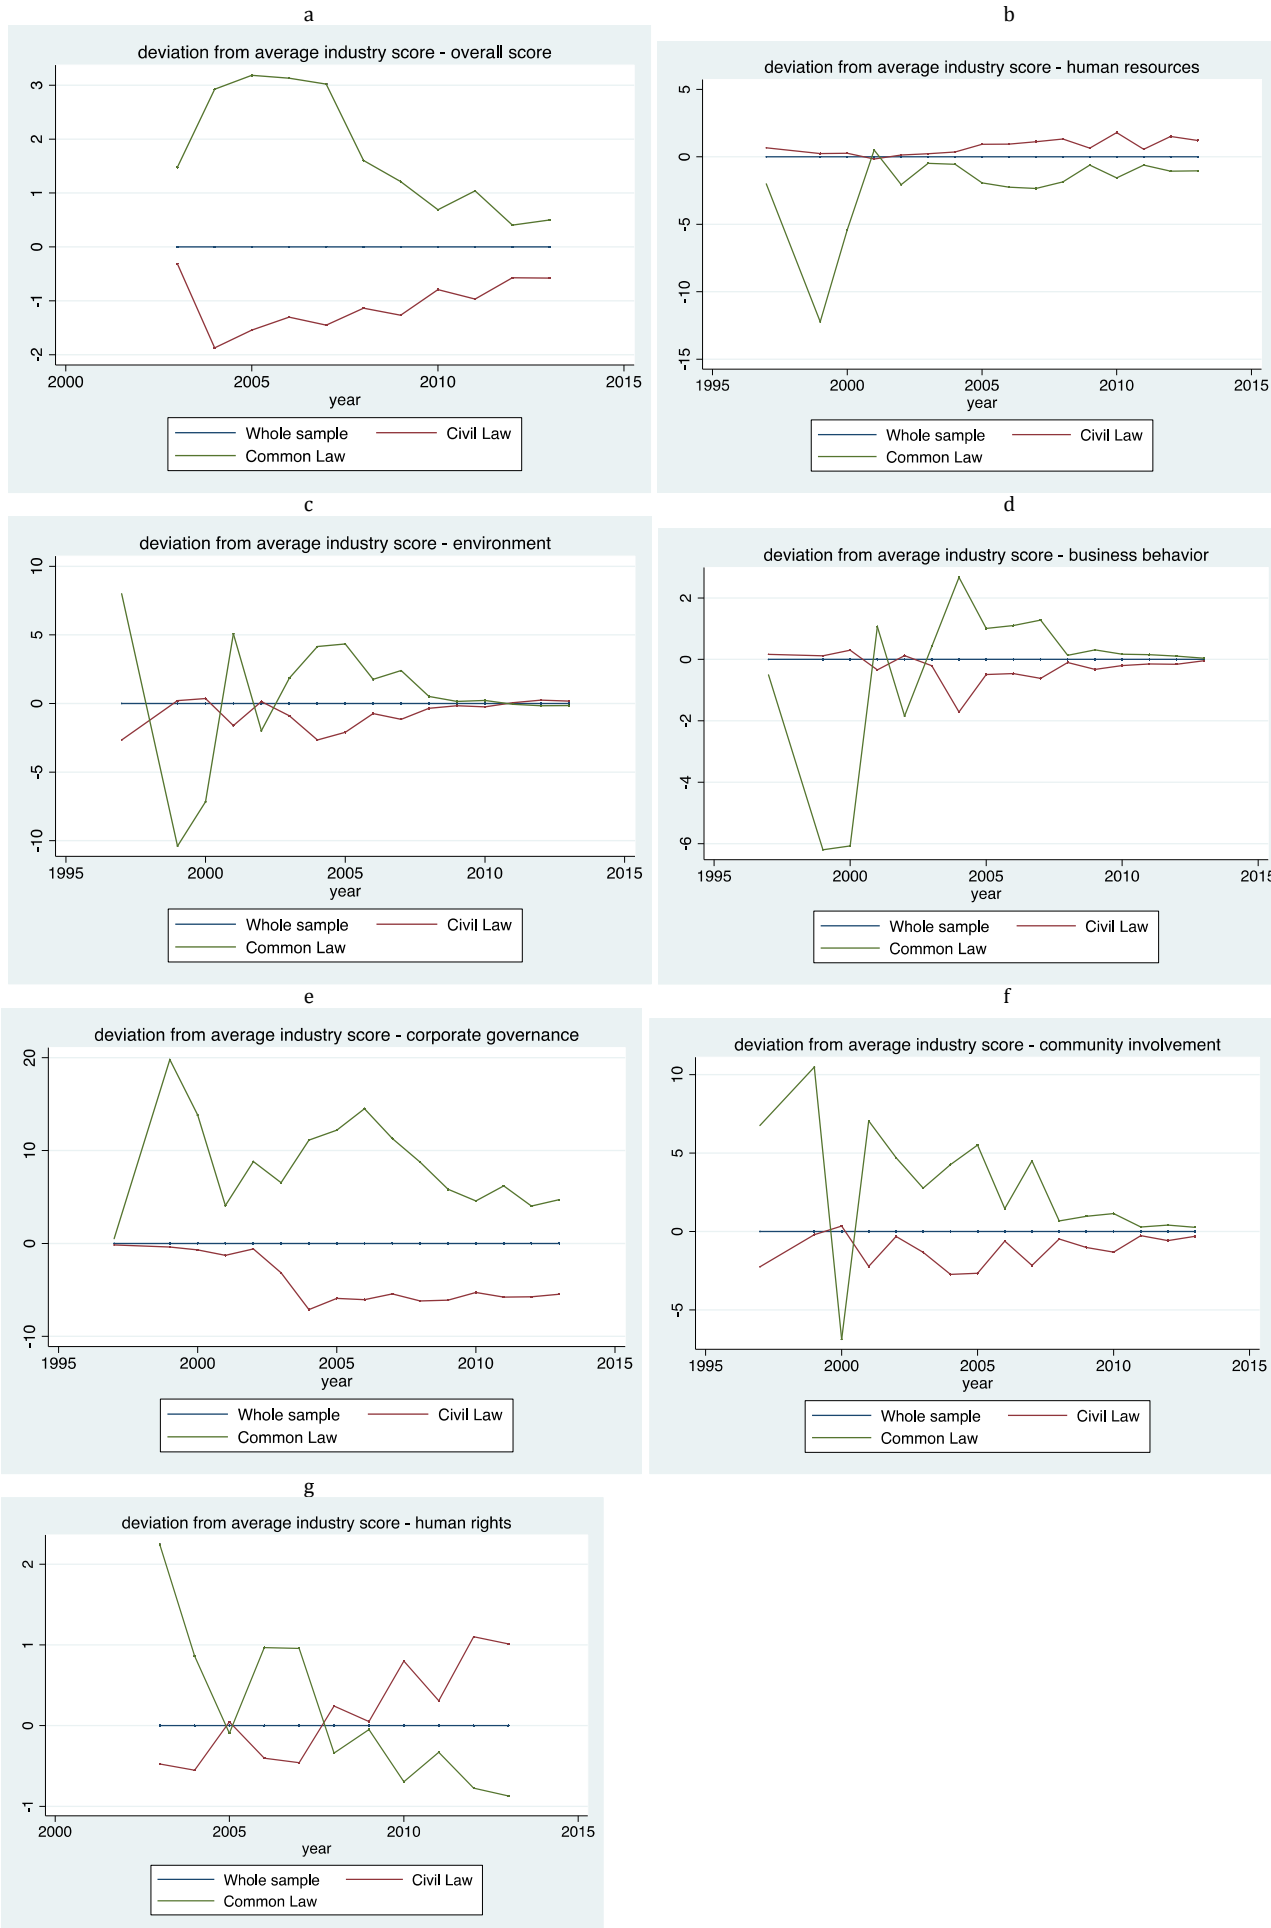 a
deviation from average industry score - overall score
3
2
1
0
-1
-2
2000 2005 2010 2015
year
Whole sample Civil Law
Common Law
b
deviation from average industry score - human resources
5
0
-5
-10
-15
1995 2000 2005 2010 2015
year
Whole sample Civil Law
Common Law
c
deviation from average industry score - environment
10
5
0
-5
-10
1995 2000 2005 2010 2015
year
Whole sample Civil Law
Common Law
d
deviation from average industry score - business behavior
2
0
-2
-4
-6
1995 2000 2005 2010 2015
year
Whole sample Civil Law
Common Law
e
deviation from average industry score - corporate governance
20
10
0
-10
1995 2000 2005 2010 2015
year
Whole sample Civil Law
Common Law
f
deviation from average industry score - community involvement
10
5
0
-5
1995 2000 2005 2010 2015
year
Whole sample Civil Law
Common Law
g
deviation from average industry score - human rights
2
1
0
-1
2000 2005 2010 2015
year
Whole sample Civil Law
Common Law